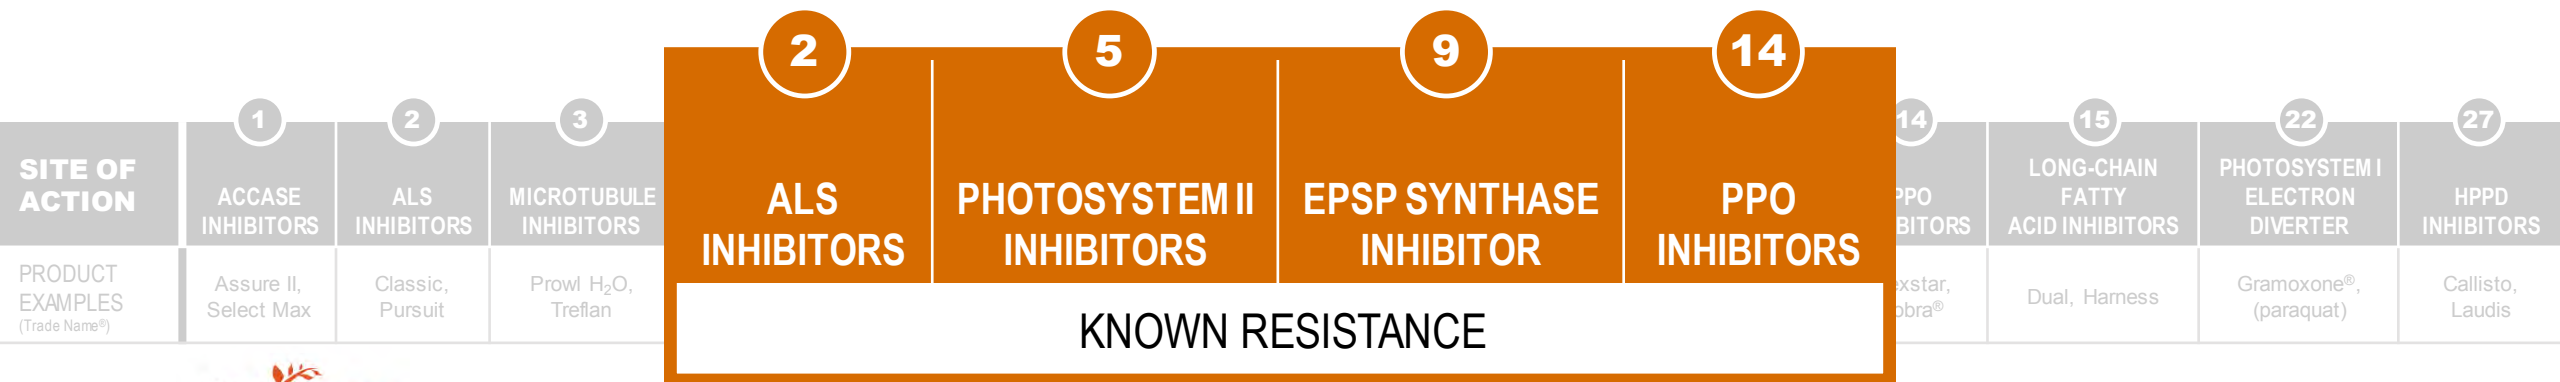 SITE OF
ACTION
1
ACCASE
INHIBITORS
2
ALS
INHIBITORS
3
MICROTUBULE
INHIBITORS
2
ALS
INHIBITORS
5
PHOTOSYSTEM II
INHIBITORS
9
EPSP SYNTHASE
INHIBITOR
14
PPO
INHIBITORS
KNOWN RESISTANCE
14
PPO
15
LONG-CHAIN
FATTY
ACID INHIBITORS
22
PHOTOSYSTEM I
ELECTRON
DIVERTER
27
HPPD
INHIBITORS
PRODUCT
EXAMPLES
(Trade Name®)
Assure II,
Select Max
Classic,
Pursuit
Prowl H₂O,
Treflan
Dual, Harness
Gramoxone®,
(paraquat)
Callisto,
Laudis